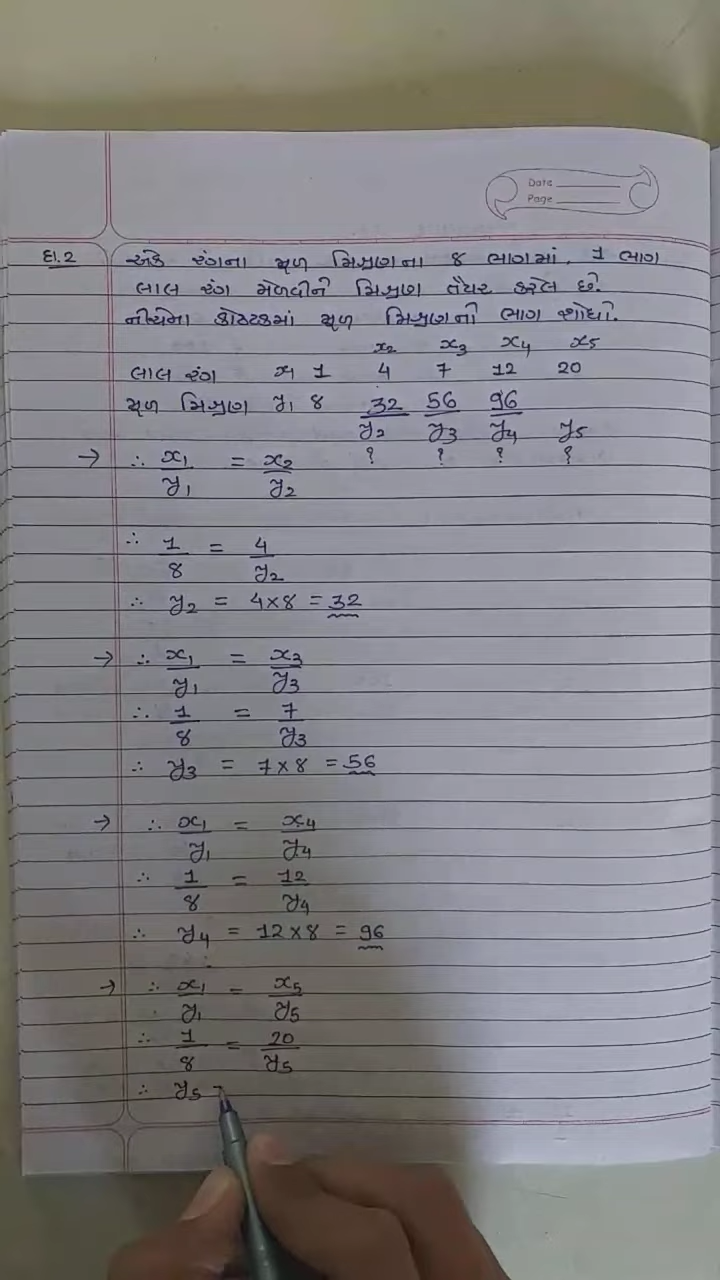 Date
Page
દા.2 એક રંગના મૂળ મિશ્રણના 8 ભાગમાં, 1 ભાગ
લાલ રંગ મેળવીને મિશ્રણ તૈયાર કરેલ છે.
નીચેના કોષ્ટકમાં મૂળ મિશ્રણનો ભાગ શોધો.
x2 x3 x4 x5
લાલ રંગ x1 1 4 7 12 20
મૂળ મિશ્રણ y1 8 32 56 96
y2 y3 y4 y5
? ? ? ?
→ ∴ x1/y1 = x2/y2
∴ 1/8 = 4/y2
∴ y2 = 4×8 = 32
→ ∴ x1/y1 = x3/y3
∴ 1/8 = 7/y3
∴ y3 = 7×8 = 56
→ ∴ x1/y1 = x4/y4
∴ 1/8 = 12/y4
∴ y4 = 12×8 = 96
→ ∴ x1/y1 = x5/y5
∴ 1/8 = 20/y5
∴ y5 -